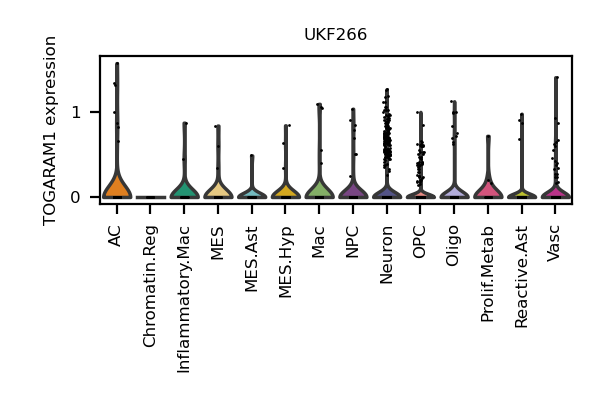 UKF266
TOGARAM1 expression
1
0
AC
Chromatin.Reg
Inflammatory.Mac
MES
MES.Ast
MES.Hyp
Mac
NPC
Neuron
OPC
Oligo
Prolif.Metab
Reactive.Ast
Vasc